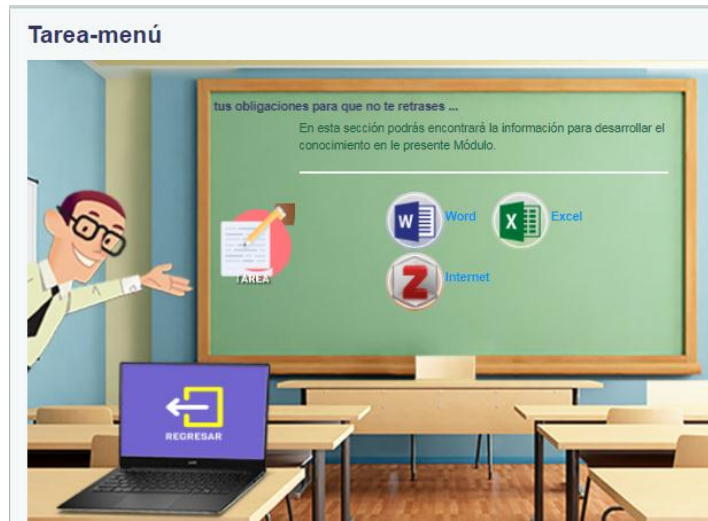 Tarea-menú
tus obligaciones para que no te retrases ...
En esta sección podrás encontrará la información para desarrollar el
conocimiento en le presente Módulo.
W Word
X Excel
TAREA
Z Internet
REGRESAR